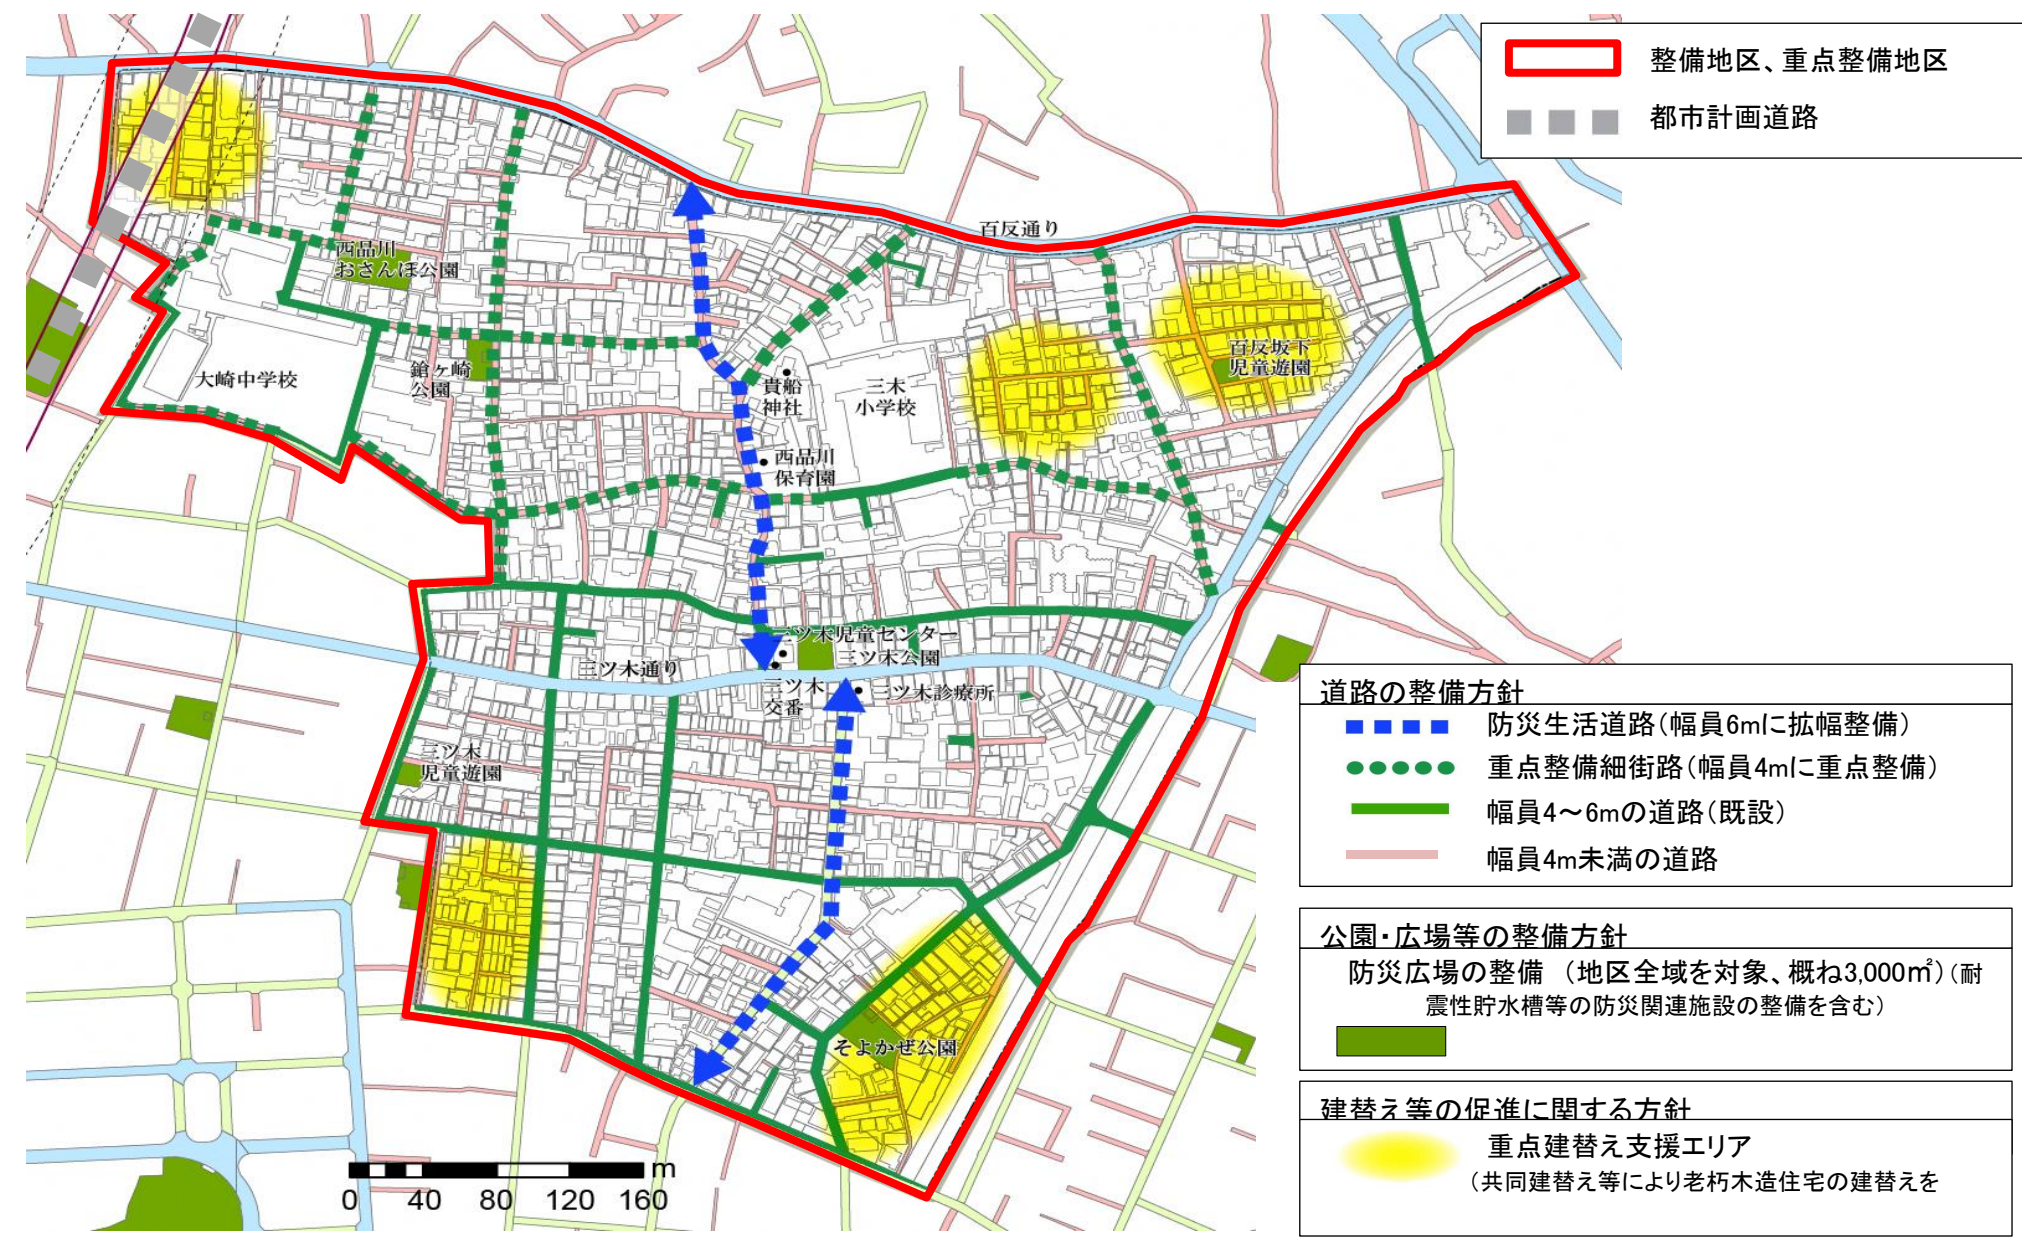 整備地区、重点整備地区
都市計画道路
百反通り
西品川
おさんぽ公園
大崎中学校
鎗ヶ崎
公園
貴船
神社
三木
小学校
百反坂下
児童遊園
西品川
保育園
三ツ木児童センター
三ツ木公園
三ツ木通り
三ツ木
交番
三ツ木診療所
三ツ木
児童遊園
そよかぜ公園
m
0 40 80 120 160
道路の整備方針
防災生活道路(幅員6mに拡幅整備)
重点整備細街路(幅員4mに重点整備)
幅員4～6mの道路(既設)
幅員4m未満の道路
公園・広場等の整備方針
防災広場の整備 (地区全域を対象、概ね3,000㎡)(耐
震性貯水槽等の防災関連施設の整備を含む)
建替え等の促進に関する方針
重点建替え支援エリア
(共同建替え等により老朽木造住宅の建替えを